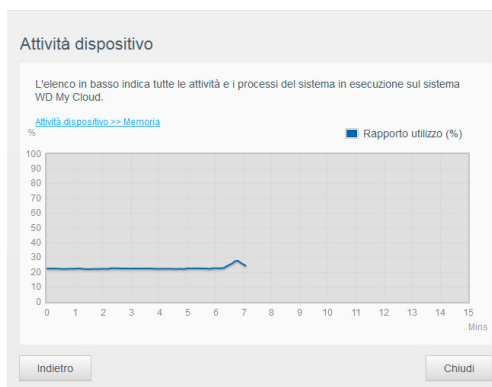 Attività dispositivo
L'elenco in basso indica tutte le attività e i processi del sistema in esecuzione sul sistema
WD My Cloud.
Attività dispositivo >> Memoria
%
Rapporto utilizzo (%)
100
90
80
70
60
50
40
30
20
10
0
0 1 2 3 4 5 6 7 8 9 10 11 12 13 14 15
Mins
Indietro
Chiudi